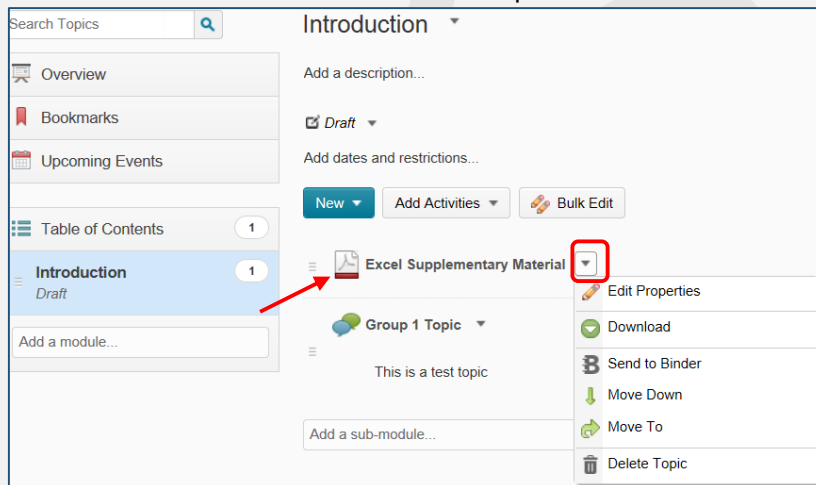 Search Topics
Overview
Bookmarks
Upcoming Events
Table of Contents 1
Introduction 1
Draft
Add a module...
Introduction
Add a description...
Draft
Add dates and restrictions...
New Add Activities Bulk Edit
Excel Supplementary Material
Group 1 Topic
This is a test topic
Add a sub-module...
Edit Properties
Download
Send to Binder
Move Down
Move To
Delete Topic